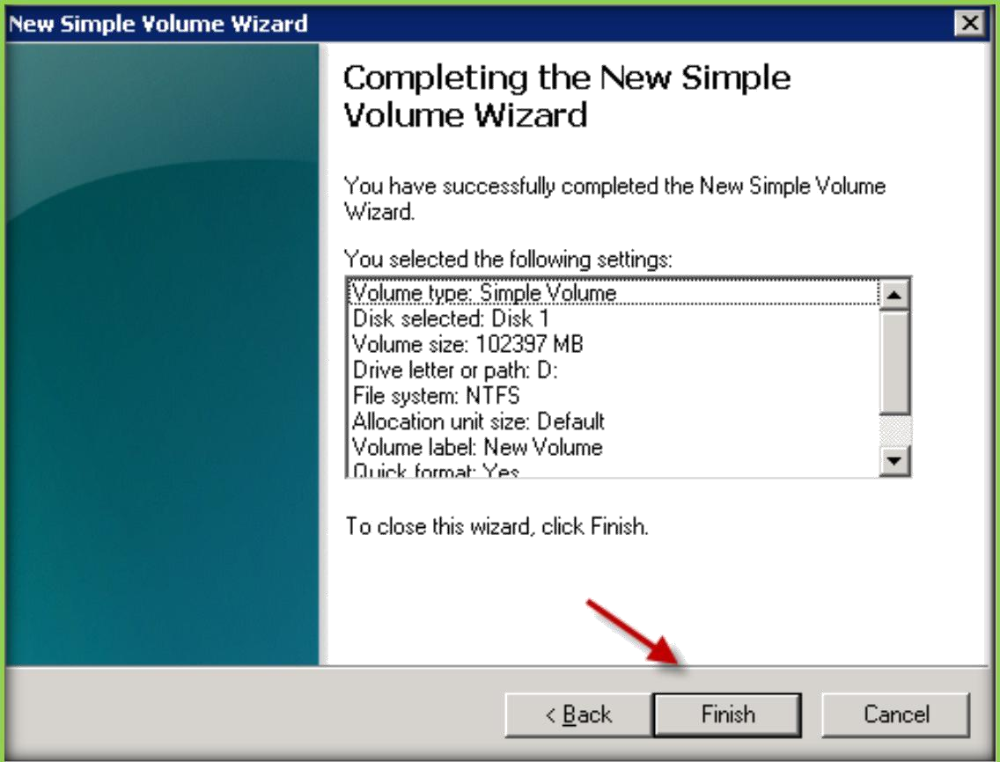 New Simple Volume Wizard
Completing the New Simple
Volume Wizard
You have successfully completed the New Simple Volume
Wizard.
You selected the following settings:
Volume type: Simple Volume
Disk selected: Disk 1
Volume size: 102397 MB
Drive letter or path: D:
File system: NTFS
Allocation unit size: Default
Volume label: New Volume
Quick format: Yes
To close this wizard, click Finish.
< Back
Finish
Cancel